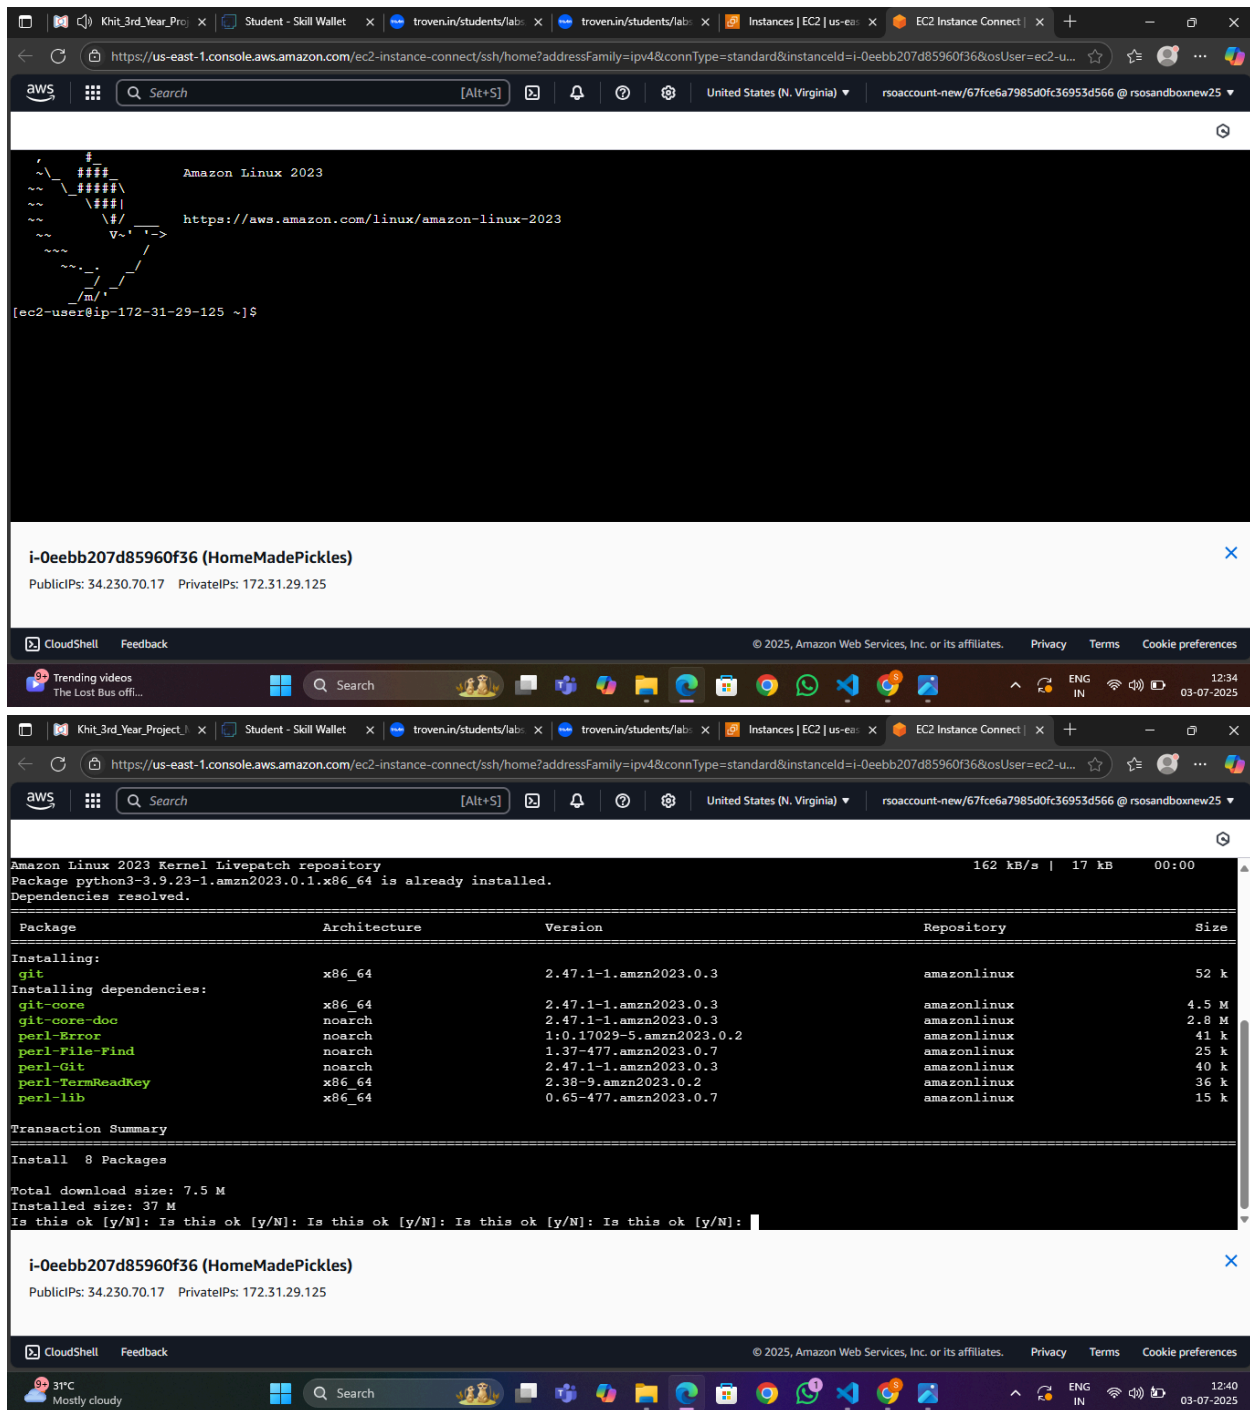 Khit_3rd_Year_Proj Student - Skill Wallet troven.in/students/labs troven.in/students/labs Instances | EC2 | us-eas EC2 Instance Connect |
https://us-east-1.console.aws.amazon.com/ec2-instance-connect/ssh/home?addressFamily=ipv4&connType=standard&instanceId=i-0eebb207d85960f36&osUser=ec2-u...
aws Search [Alt+S] United States (N. Virginia) rsoaccount-new/67fce6a7985d0fc36953d566 @ rsosandboxnew25
   ,     #_
   ~\_  ####_        Amazon Linux 2023
  ~~  \_#####\
  ~~     \###|
  ~~       \#/ ___   https://aws.amazon.com/linux/amazon-linux-2023
   ~~       V~' '->
    ~~~         /
      ~~._.   _/
         _/ _/
       _/m/'
[ec2-user@ip-172-31-29-125 ~]$
i-0eebb207d85960f36 (HomeMadePickles)
PublicIPs: 34.230.70.17 PrivateIPs: 172.31.29.125
CloudShell Feedback © 2025, Amazon Web Services, Inc. or its affiliates. Privacy Terms Cookie preferences
9+ Trending videos
The Lost Bus offi...
Search
ENG
IN
12:34
03-07-2025
Khit_3rd_Year_Project_ Student - Skill Wallet troven.in/students/labs troven.in/students/labs Instances | EC2 | us-eas EC2 Instance Connect |
https://us-east-1.console.aws.amazon.com/ec2-instance-connect/ssh/home?addressFamily=ipv4&connType=standard&instanceId=i-0eebb207d85960f36&osUser=ec2-u...
aws Search [Alt+S] United States (N. Virginia) rsoaccount-new/67fce6a7985d0fc36953d566 @ rsosandboxnew25
Amazon Linux 2023 Kernel Livepatch repository 162 kB/s | 17 kB 00:00
Package python3-3.9.23-1.amzn2023.0.1.x86_64 is already installed.
Dependencies resolved.
Package Architecture Version Repository Size
Installing:
git x86_64 2.47.1-1.amzn2023.0.3 amazonlinux 52 k
Installing dependencies:
git-core x86_64 2.47.1-1.amzn2023.0.3 amazonlinux 4.5 M
git-core-doc noarch 2.47.1-1.amzn2023.0.3 amazonlinux 2.8 M
perl-Error noarch 1:0.17029-5.amzn2023.0.2 amazonlinux 41 k
perl-File-Find noarch 1.37-477.amzn2023.0.7 amazonlinux 25 k
perl-Git noarch 2.47.1-1.amzn2023.0.3 amazonlinux 40 k
perl-TermReadKey x86_64 2.38-9.amzn2023.0.2 amazonlinux 36 k
perl-lib x86_64 0.65-477.amzn2023.0.7 amazonlinux 15 k
Transaction Summary
Install 8 Packages
Total download size: 7.5 M
Installed size: 37 M
Is this ok [y/N]: Is this ok [y/N]: Is this ok [y/N]: Is this ok [y/N]: Is this ok [y/N]:
i-0eebb207d85960f36 (HomeMadePickles)
PublicIPs: 34.230.70.17 PrivateIPs: 172.31.29.125
CloudShell Feedback © 2025, Amazon Web Services, Inc. or its affiliates. Privacy Terms Cookie preferences
9+ 31°C
Mostly cloudy
Search
1
ENG
IN
12:40
03-07-2025